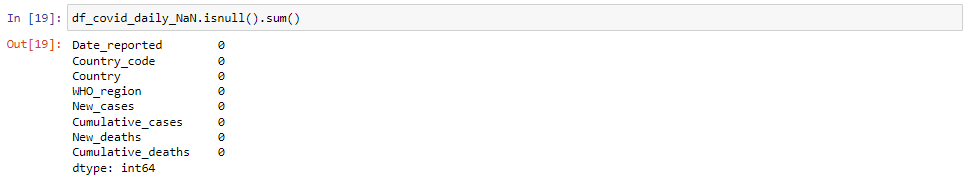 In [19]: df_covid_daily_NaN.isnull().sum()
Out[19]: Date_reported 0
Country_code 0
Country 0
WHO_region 0
New_cases 0
Cumulative_cases 0
New_deaths 0
Cumulative_deaths 0
dtype: int64